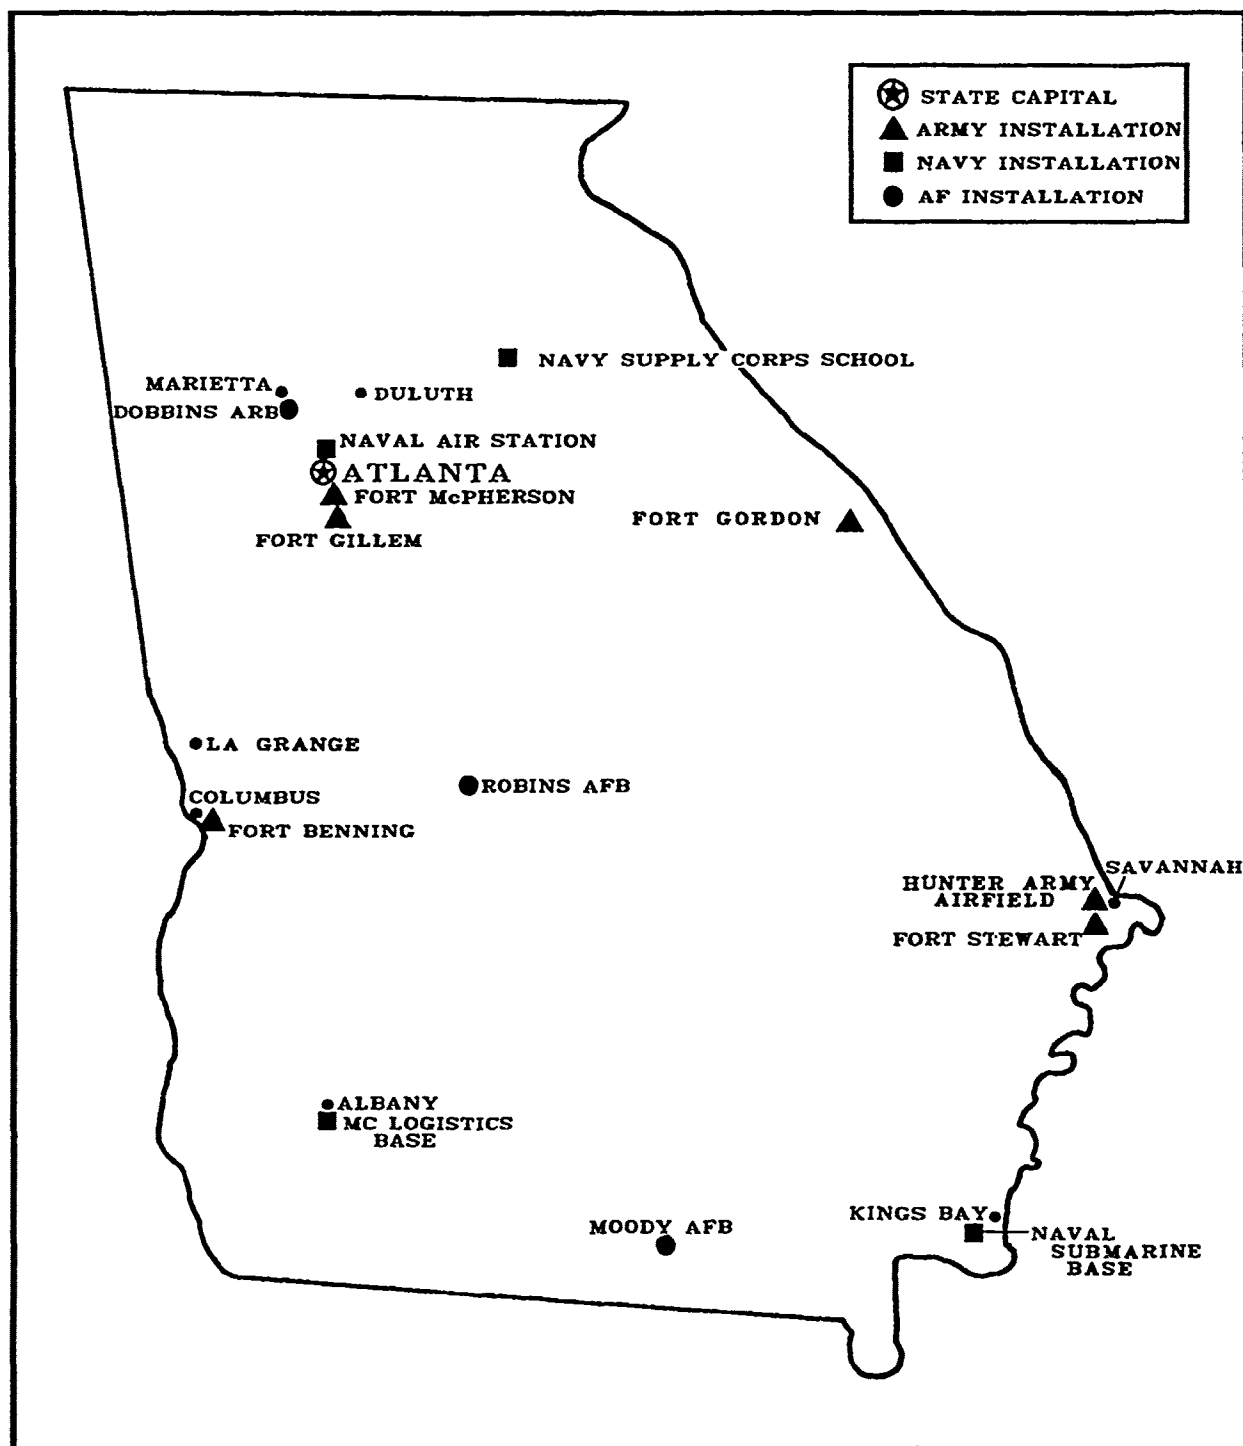 STATE CAPITAL
ARMY INSTALLATION
NAVY INSTALLATION
AF INSTALLATION
NAVY SUPPLY CORPS SCHOOL
MARIETTA
DULUTH
DOBBINS ARB
NAVAL AIR STATION
ATLANTA
FORT McPHERSON
FORT GORDON
FORT GILLEM
LA GRANGE
ROBINS AFB
COLUMBUS
FORT BENNING
SAVANNAH
HUNTER ARMY
AIRFIELD
FORT STEWART
ALBANY
MC LOGISTICS
BASE
KINGS BAY
MOODY AFB
NAVAL
SUBMARINE
BASE